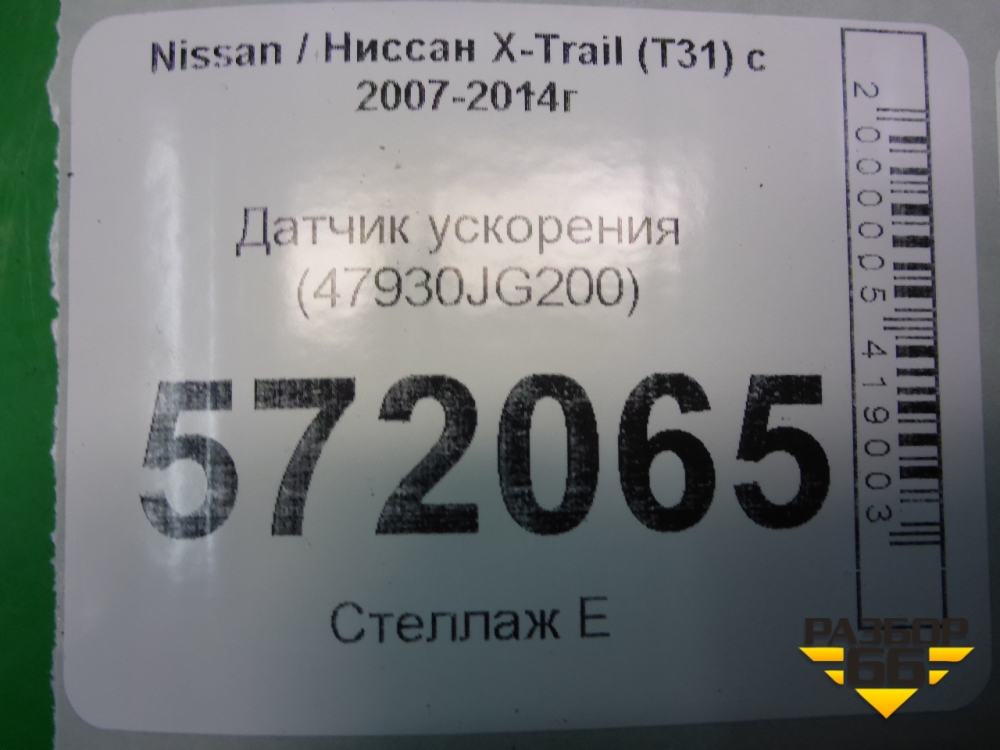 Nissan / Ниссан X-Trail (T31) с
2007-2014г
Датчик ускорения
(47930JG200)
572065
Стеллаж Е
2000005419003
РАЗБОР
66